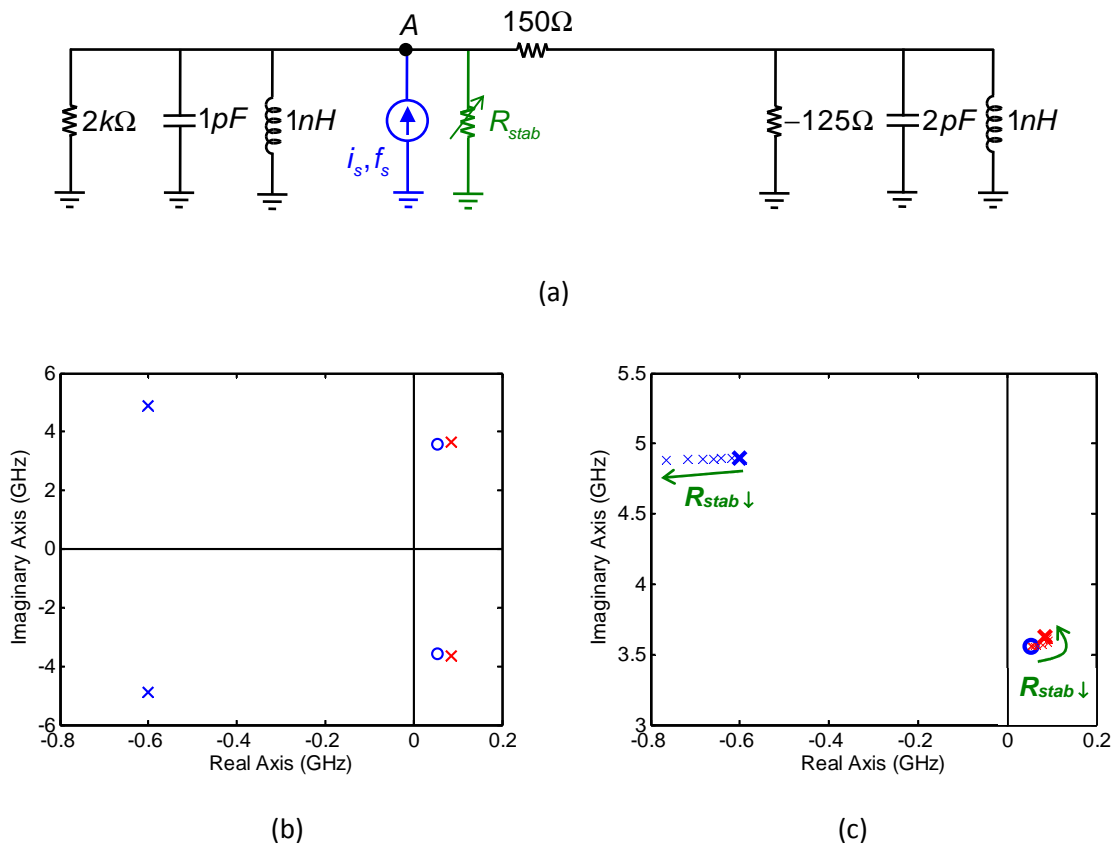 A
150Ω
2kΩ
1pF
1nH
i_s, f_s
R_stab
–125Ω
2pF
1nH
(a)
6
4
2
0
-2
-4
-6
-0.8
-0.6
-0.4
-0.2
0
0.2
Imaginary Axis (GHz)
Real Axis (GHz)
(b)
5.5
5
4.5
4
3.5
3
-0.8
-0.6
-0.4
-0.2
0
0.2
Imaginary Axis (GHz)
Real Axis (GHz)
R_stab ↓
R_stab ↓
(c)